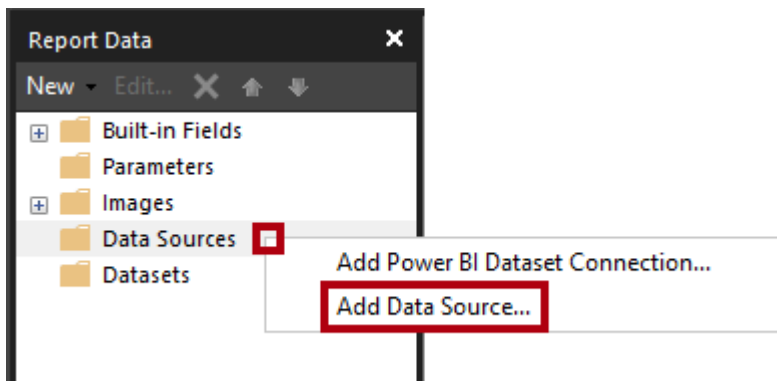 Report Data
New Edit...
Built-in Fields
Parameters
Images
Data Sources
Datasets
Add Power BI Dataset Connection...
Add Data Source...